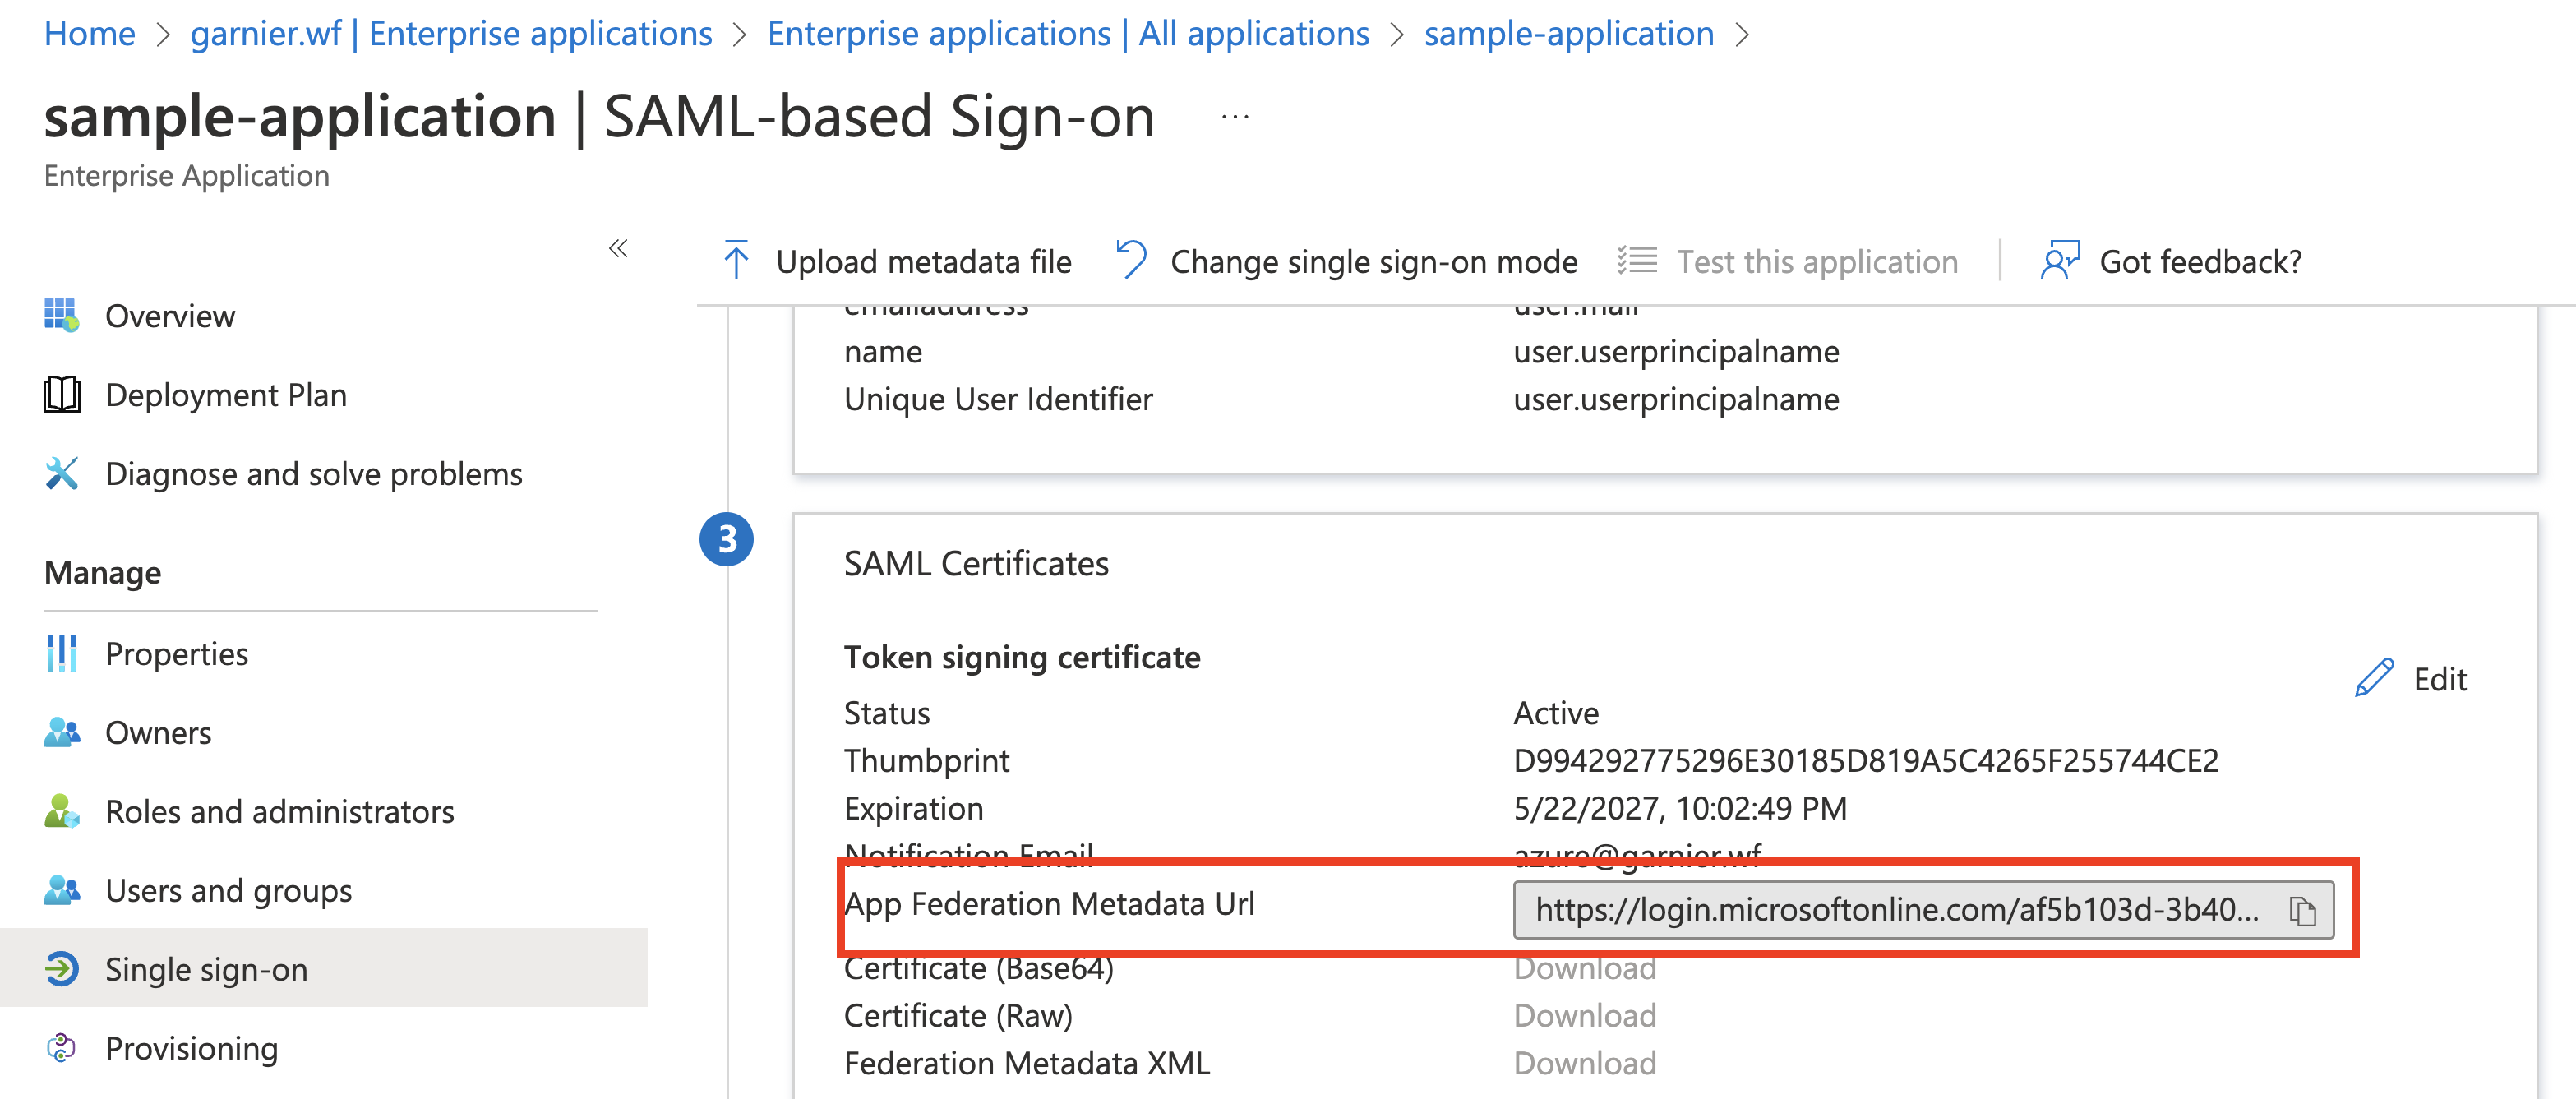 Home > garnier.wf | Enterprise applications > Enterprise applications | All applications > sample-application >
sample-application | SAML-based Sign-on ...
Enterprise Application
«
Overview
Deployment Plan
Diagnose and solve problems
Manage
Properties
Owners
Roles and administrators
Users and groups
Single sign-on
Provisioning
Upload metadata file Change single sign-on mode Test this application | Got feedback?
emailaddress user.mail
name user.userprincipalname
Unique User Identifier user.userprincipalname
3
SAML Certificates
Token signing certificate
Edit
Status Active
Thumbprint D994292775296E30185D819A5C4265F255744CE2
Expiration 5/22/2027, 10:02:49 PM
Notification Email azure@garnier.wf
App Federation Metadata Url https://login.microsoftonline.com/af5b103d-3b40...
Certificate (Base64) Download
Certificate (Raw) Download
Federation Metadata XML Download